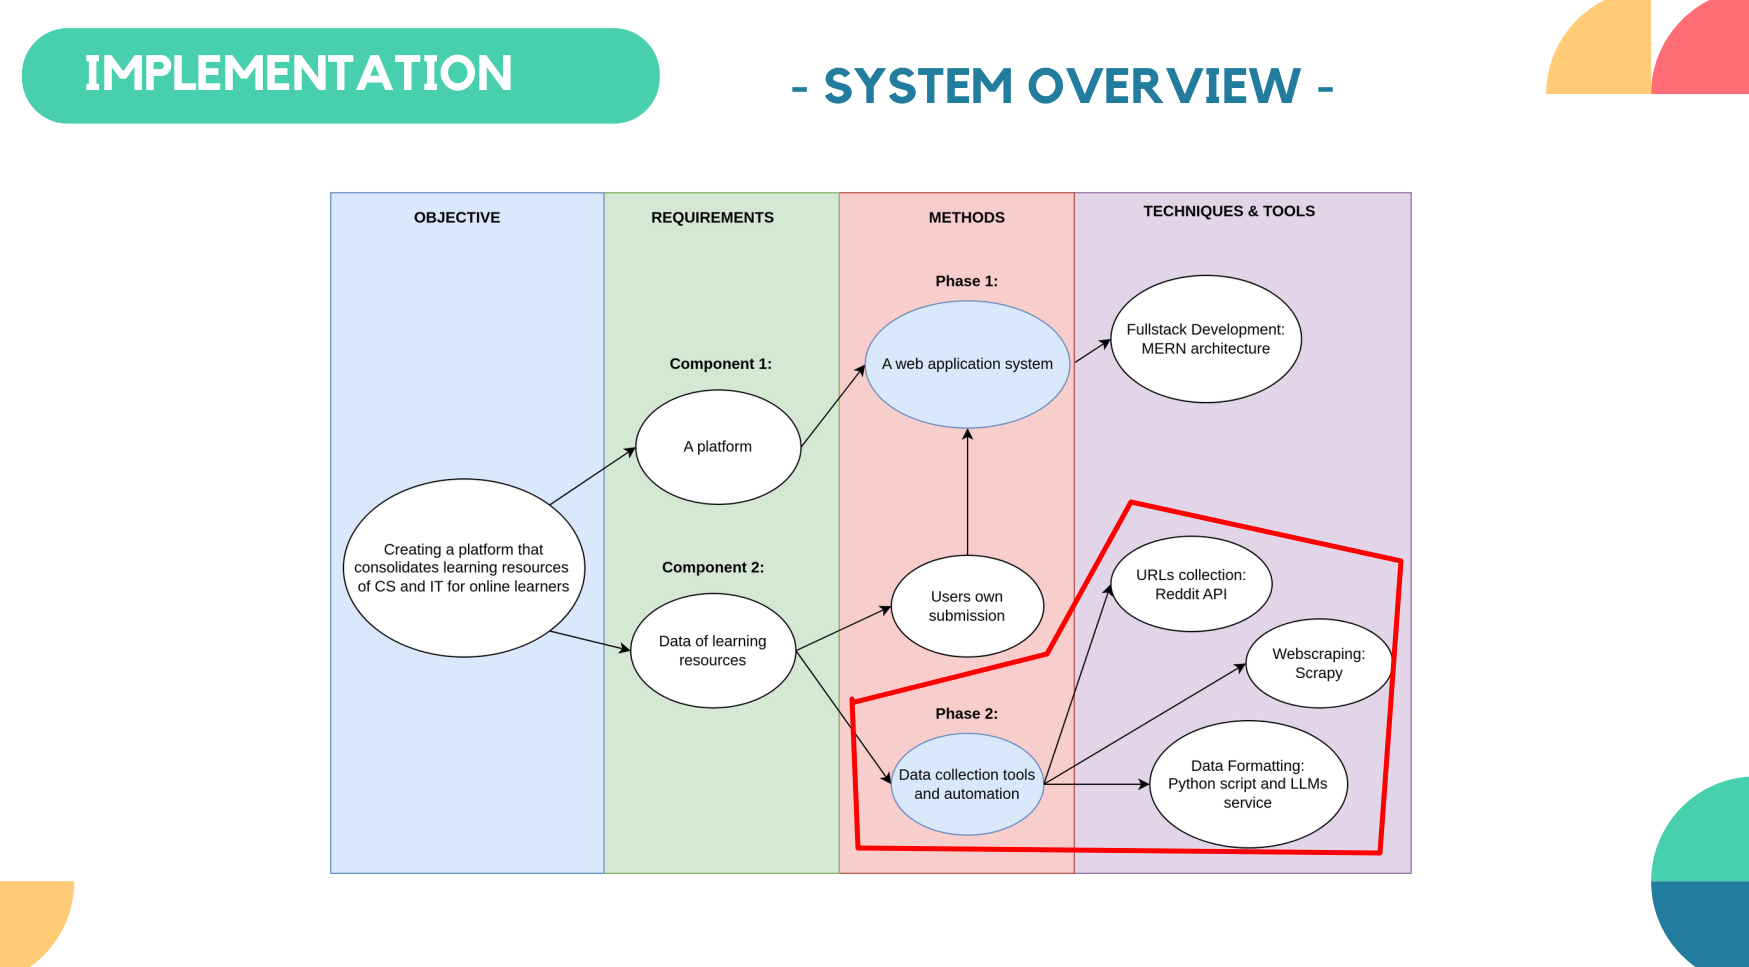 IMPLEMENTATION
- SYSTEM OVERVIEW -
OBJECTIVE
REQUIREMENTS
METHODS
TECHNIQUES & TOOLS
Creating a platform that
consolidates learning resources
of CS and IT for online learners
Component 1:
A platform
Component 2:
Data of learning
resources
Phase 1:
A web application system
Users own
submission
Phase 2:
Data collection tools
and automation
Fullstack Development:
MERN architecture
URLs collection:
Reddit API
Webscraping:
Scrapy
Data Formatting:
Python script and LLMs
service